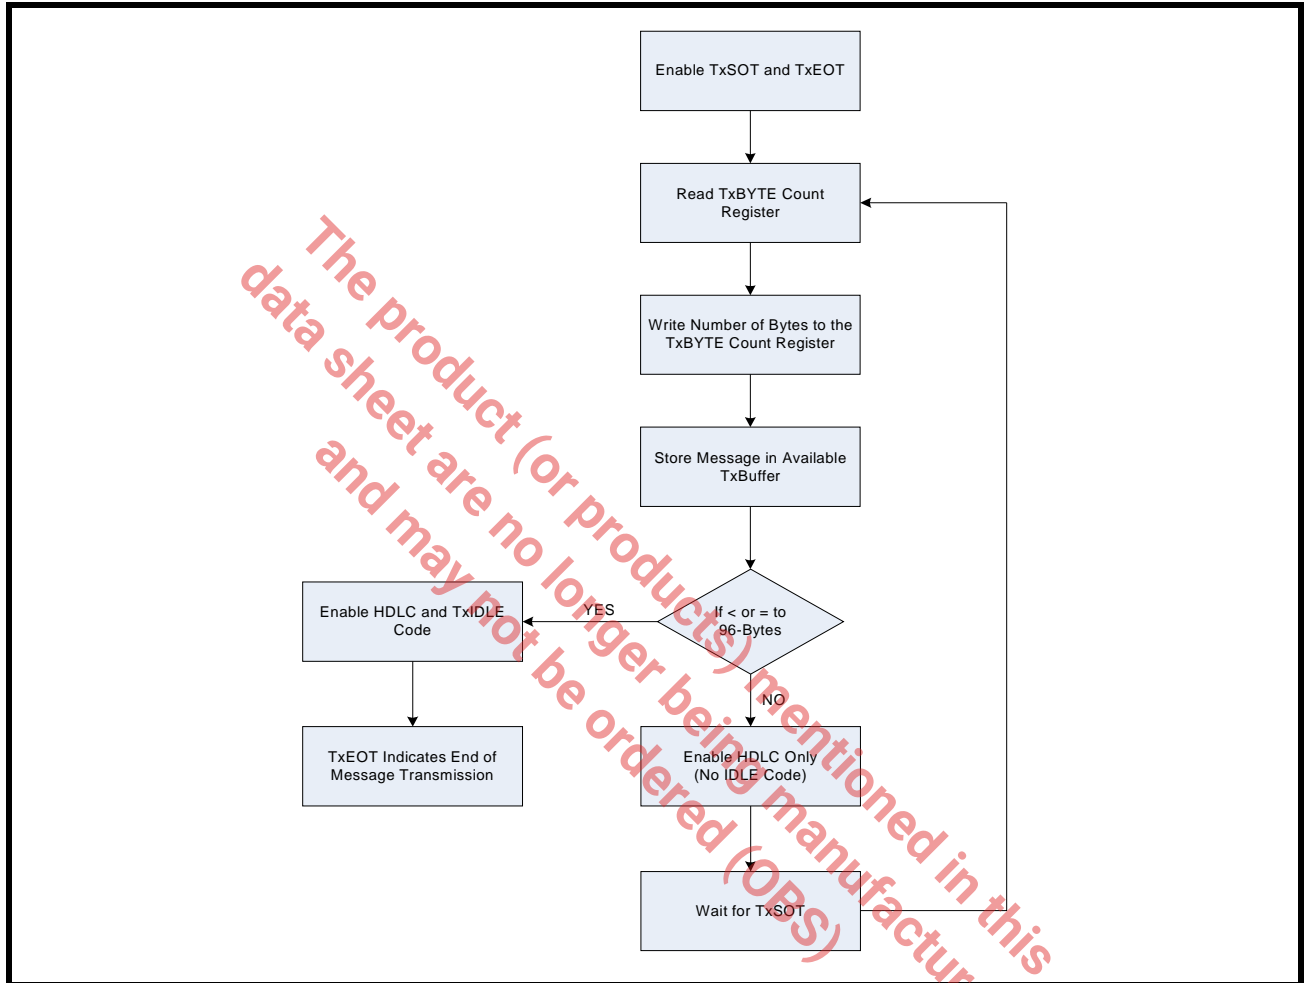 Enable TxSOT and TxEOT
Read TxBYTE Count
Register
Write Number of Bytes to the
TxBYTE Count Register
Store Message in Available
TxBuffer
If < or = to
96-Bytes
YES
Enable HDLC and TxIDLE
Code
TxEOT Indicates End of
Message Transmission
NO
Enable HDLC Only
(No IDLE Code)
Wait for TxSOT
The product (or products) mentioned in this
data sheet are no longer being manufactur
and may not be ordered (OBS)